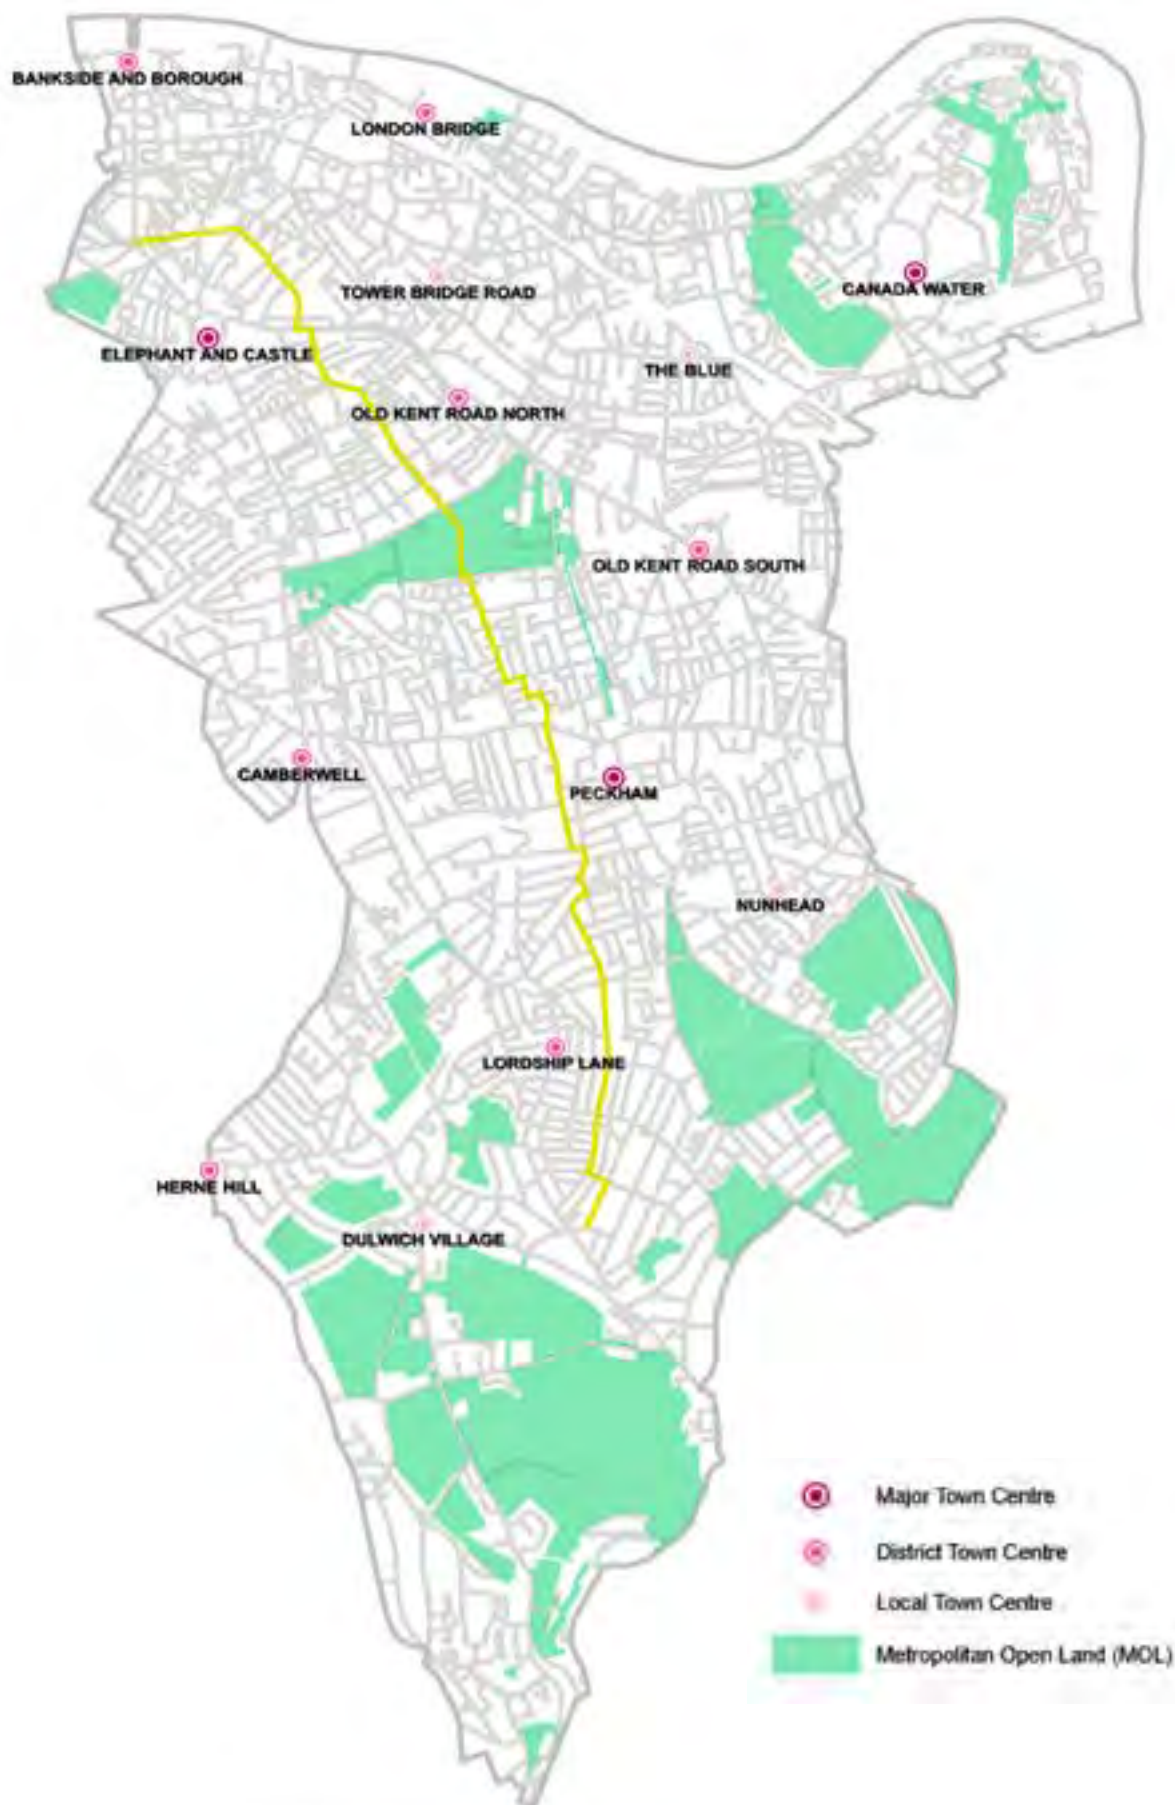 BANKSIDE AND BOROUGH
LONDON BRIDGE
TOWER BRIDGE ROAD
CANADA WATER
ELEPHANT AND CASTLE
THE BLUE
OLD KENT ROAD NORTH
OLD KENT ROAD SOUTH
CAMBERWELL
PECKHAM
NUNHEAD
LORDSHIP LANE
HERNE HILL
DULWICH VILLAGE
Major Town Centre
District Town Centre
Local Town Centre
Metropolitan Open Land (MOL)